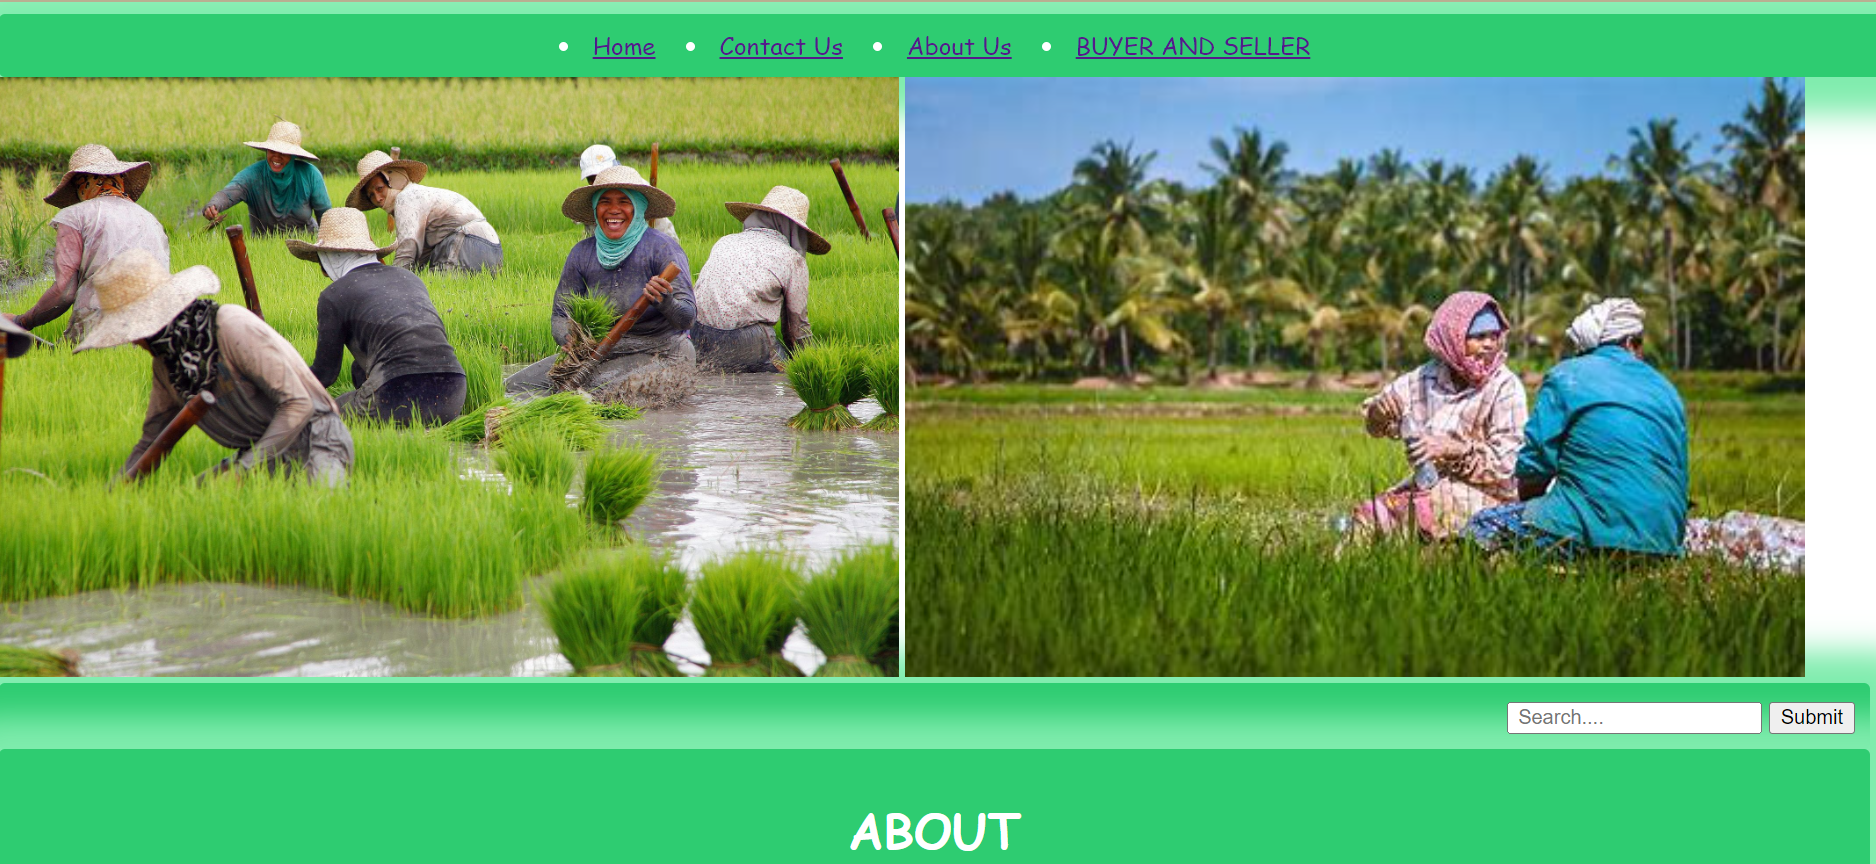 Home Contact Us About Us BUYER AND SELLER
Search.... Submit
ABOUT